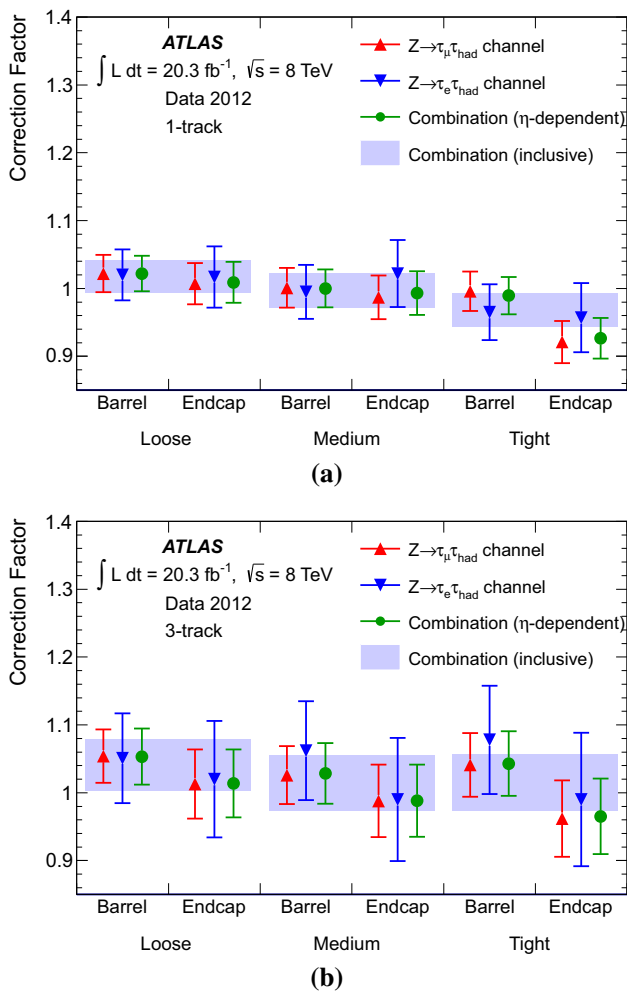 1.4
ATLAS
∫ L dt = 20.3 fb⁻¹, √s = 8 TeV
Data 2012
1-track
Z→τμτhad channel
Z→τeτhad channel
Combination (η-dependent)
Combination (inclusive)
Correction Factor
1.3
1.2
1.1
1
0.9
Barrel Endcap Barrel Endcap Barrel Endcap
Loose Medium Tight
(a)
1.4
ATLAS
∫ L dt = 20.3 fb⁻¹, √s = 8 TeV
Data 2012
3-track
Z→τμτhad channel
Z→τeτhad channel
Combination (η-dependent)
Combination (inclusive)
Correction Factor
1.3
1.2
1.1
1
0.9
Barrel Endcap Barrel Endcap Barrel Endcap
Loose Medium Tight
(b)